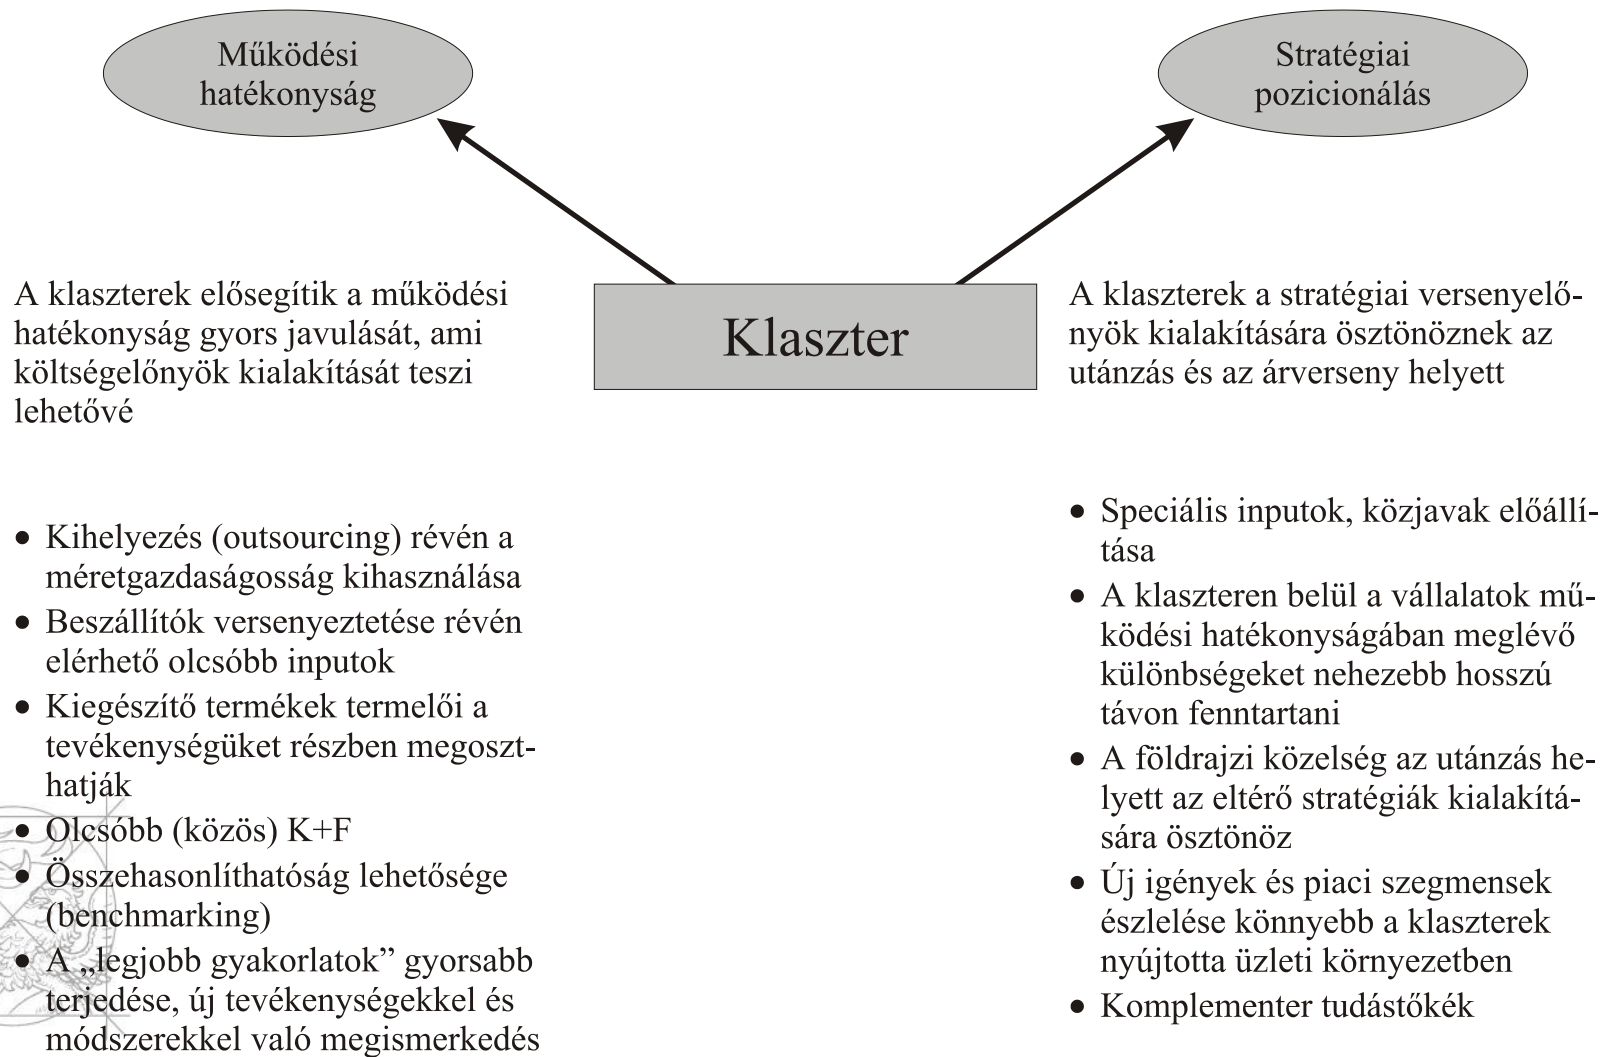 Működési
hatékonyság
Stratégiai
pozicionálás
Klaszter
A klaszterek elősegítik a működési
hatékonyság gyors javulását, ami
költségelőnyök kialakítását teszi
lehetővé
• Kihelyezés (outsourcing) révén a
méretgazdaságosság kihasználása
• Beszállítók versenyeztetése révén
elérhető olcsóbb inputok
• Kiegészítő termékek termelői a
tevékenységüket részben megoszt-
hatják
• Olcsóbb (közös) K+F
• Összehasonlíthatóság lehetősége
(benchmarking)
• A „legjobb gyakorlatok” gyorsabb
terjedése, új tevékenységekkel és
módszerekkel való megismerkedés
A klaszterek a stratégiai versenyelő-
nyök kialakítására ösztönöznek az
utánzás és az árverseny helyett
• Speciális inputok, közjavak előállí-
tása
• A klaszteren belül a vállalatok mű-
ködési hatékonyságában meglévő
különbségeket nehezebb hosszú
távon fenntartani
• A földrajzi közelség az utánzás he-
lyett az eltérő stratégiák kialakítá-
sára ösztönöz
• Új igények és piaci szegmensek
észlelése könnyebb a klaszterek
nyújtotta üzleti környezetben
• Komplementer tudástőkék